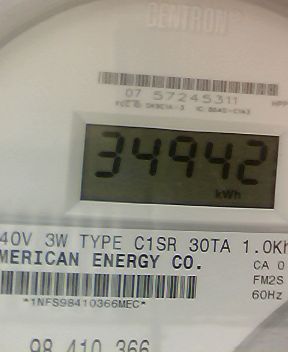 CENTRON
07 57245311
34942
kWh
40V 3W TYPE C1SR 30TA 1.0Kh
MERICAN ENERGY CO.
CA 0
FM2S
60Hz
*1NFS98410366MEC*
98 410 366